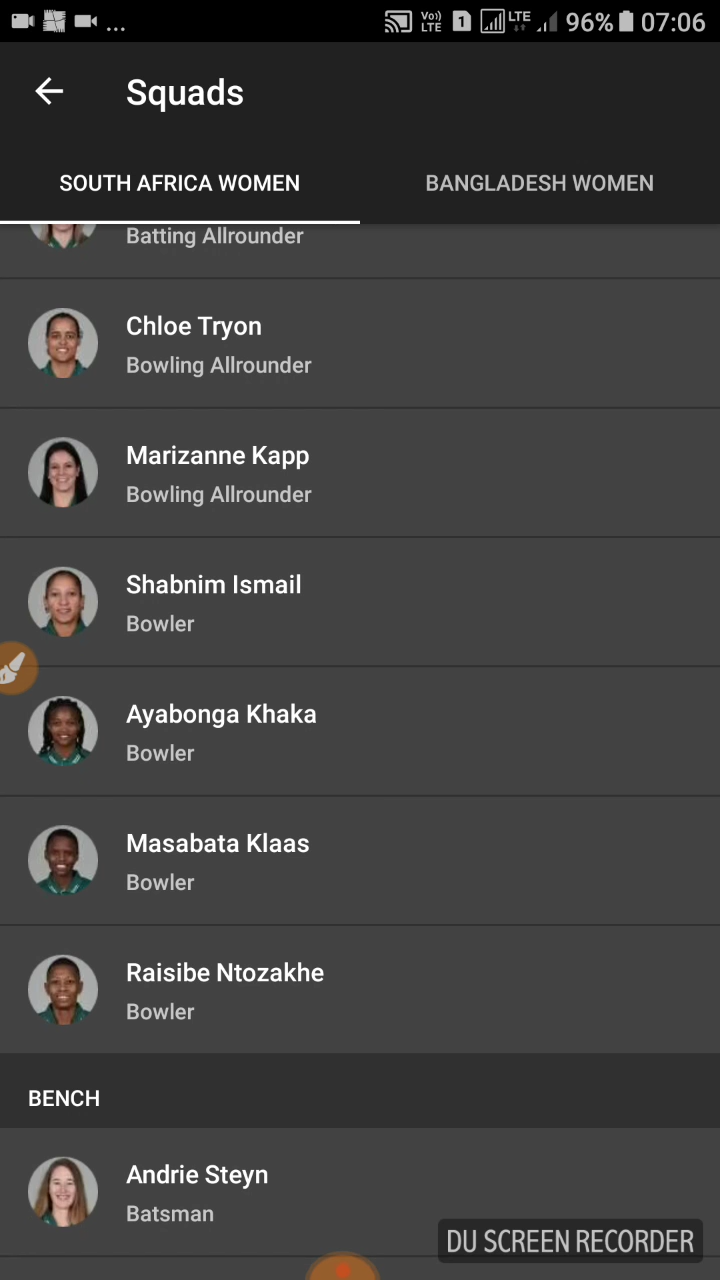 ... Vo) LTE 1 LTE 96% 07:06
Squads
SOUTH AFRICA WOMEN BANGLADESH WOMEN
Batting Allrounder
Chloe Tryon
Bowling Allrounder
Marizanne Kapp
Bowling Allrounder
Shabnim Ismail
Bowler
Ayabonga Khaka
Bowler
Masabata Klaas
Bowler
Raisibe Ntozakhe
Bowler
BENCH
Andrie Steyn
Batsman
DU SCREEN RECORDER